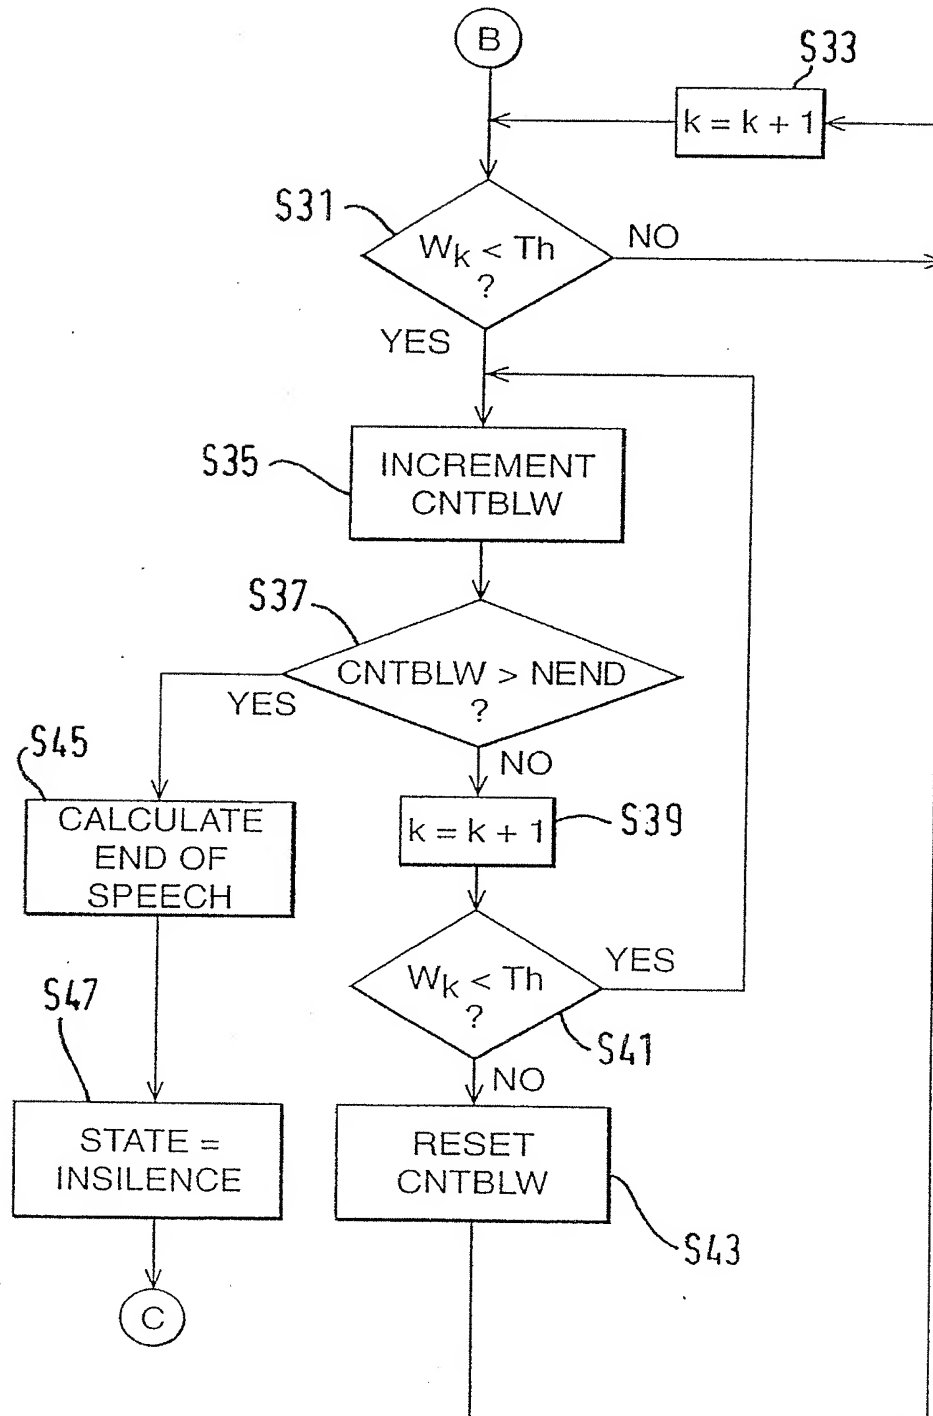 B
S33
k = k + 1
S31
Wk < Th
?
NO
YES
S35
INCREMENT
CNTBLW
S37
CNTBLW > NEND
?
YES
NO
S45
CALCULATE
END OF
SPEECH
k = k + 1
S39
Wk < Th
?
YES
S41
NO
S47
STATE =
INSILENCE
RESET
CNTBLW
S43
C